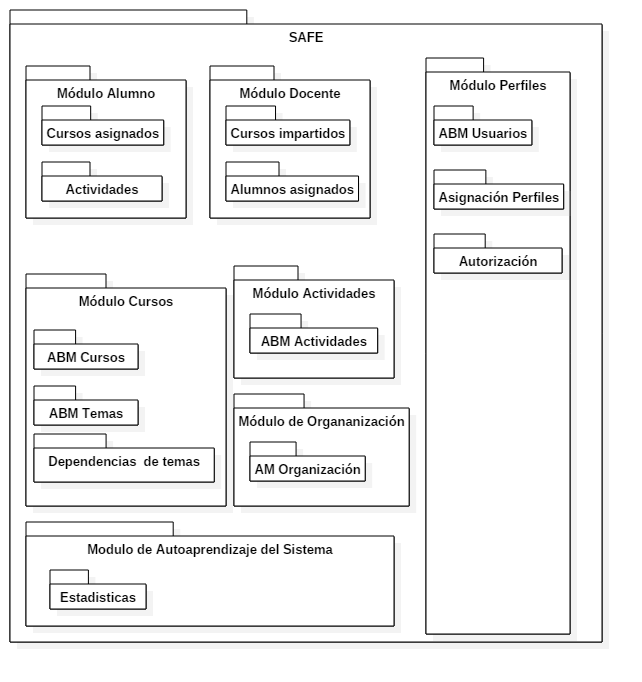 SAFE
Módulo Alumno
Cursos asignados
Actividades
Módulo Docente
Cursos impartidos
Alumnos asignados
Módulo Perfiles
ABM Usuarios
Asignación Perfiles
Autorización
Módulo Cursos
ABM Cursos
ABM Temas
Dependencias de temas
Módulo Actividades
ABM Actividades
Módulo de Organanización
AM Organización
Modulo de Autoaprendizaje del Sistema
Estadisticas